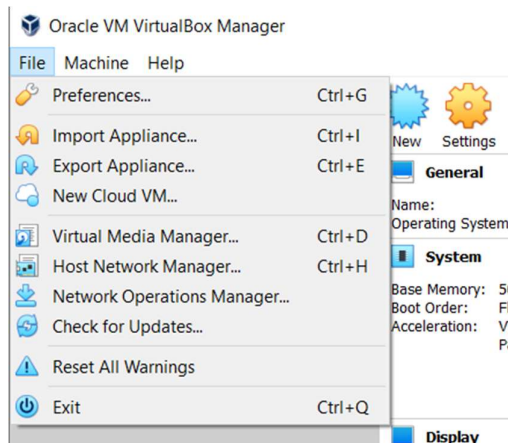 Oracle VM VirtualBox Manager
File Machine Help
Preferences... Ctrl+G
Import Appliance... Ctrl+I
Export Appliance... Ctrl+E
New Cloud VM...
Virtual Media Manager... Ctrl+D
Host Network Manager... Ctrl+H
Network Operations Manager...
Check for Updates...
Reset All Warnings
Exit Ctrl+Q
New Settings
General
Name:
Operating System
System
Base Memory:
Boot Order:
Acceleration:
Display